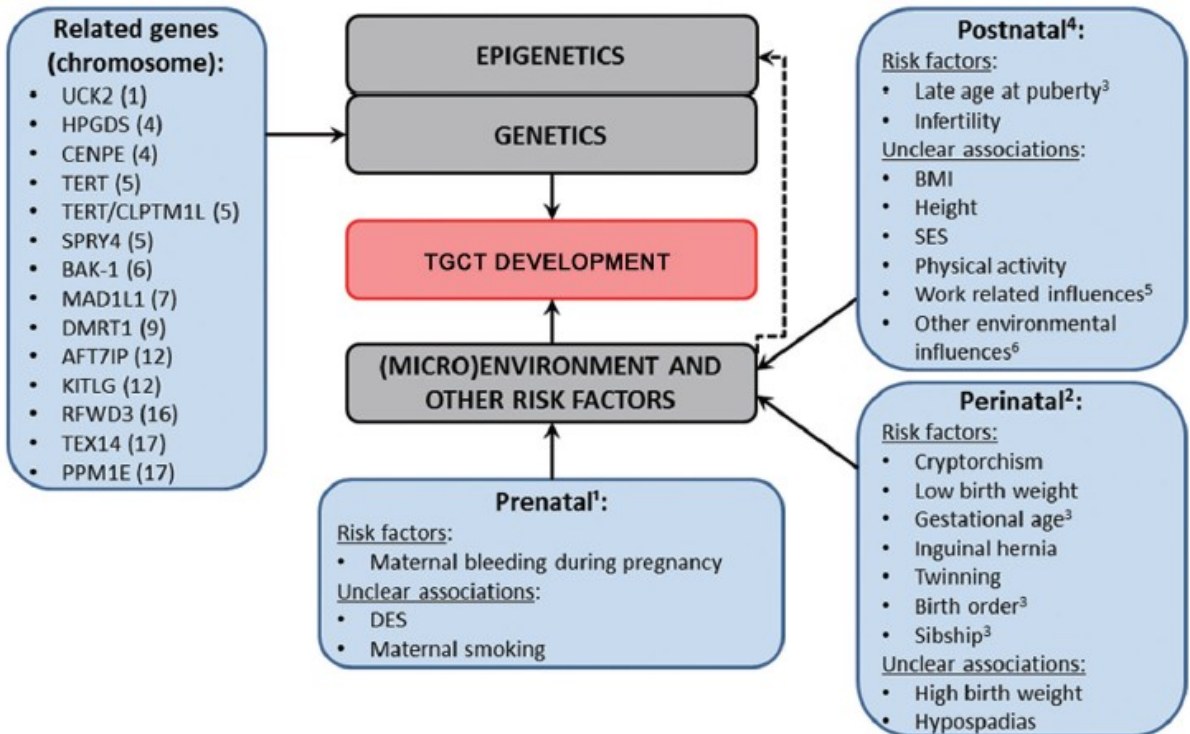 Related genes
(chromosome):
• UCK2 (1)
• HPGDS (4)
• CENPE (4)
• TERT (5)
• TERT/CLPTM1L (5)
• SPRY4 (5)
• BAK-1 (6)
• MAD1L1 (7)
• DMRT1 (9)
• AFT7IP (12)
• KITLG (12)
• RFWD3 (16)
• TEX14 (17)
• PPM1E (17)
EPIGENETICS
GENETICS
TGCT DEVELOPMENT
(MICRO)ENVIRONMENT AND
OTHER RISK FACTORS
Prenatal¹:
Risk factors:
• Maternal bleeding during pregnancy
Unclear associations:
• DES
• Maternal smoking
Postnatal⁴:
Risk factors:
• Late age at puberty³
• Infertility
Unclear associations:
• BMI
• Height
• SES
• Physical activity
• Work related influences⁵
• Other environmental
influences⁶
Perinatal²:
Risk factors:
• Cryptorchism
• Low birth weight
• Gestational age³
• Inguinal hernia
• Twinning
• Birth order³
• Sibship³
Unclear associations:
• High birth weight
• Hypospadias